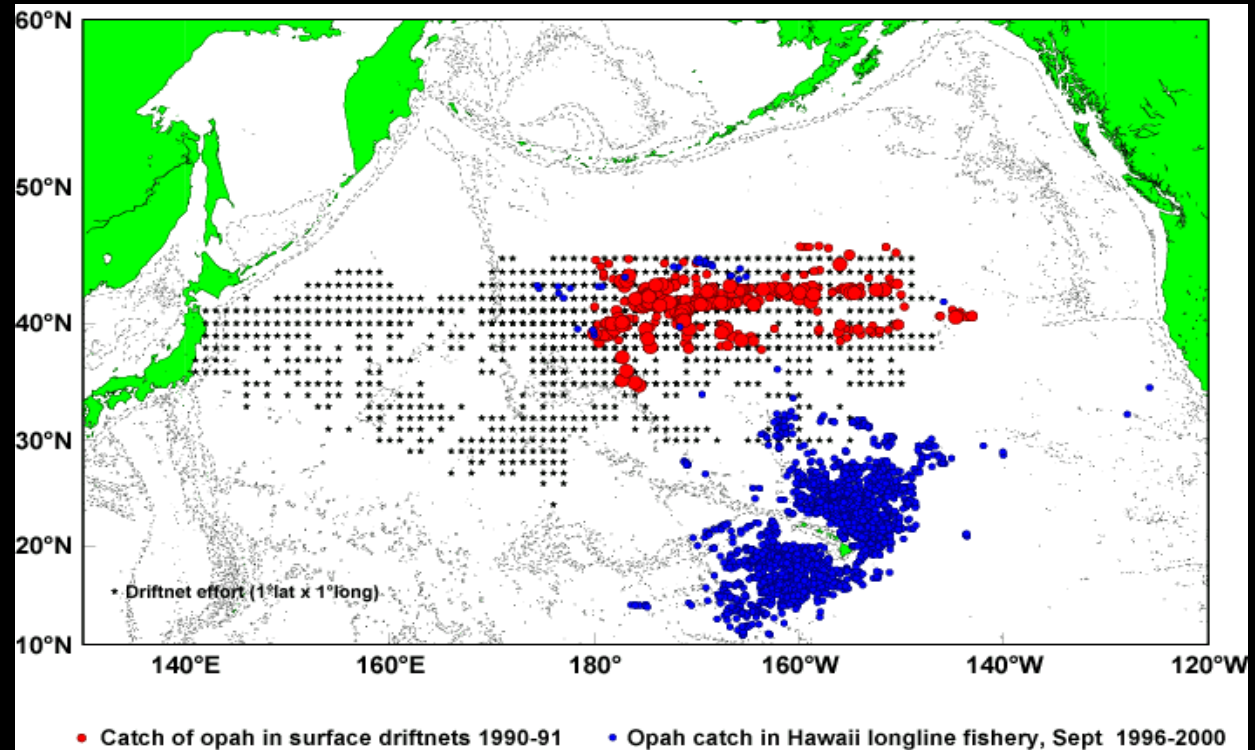 60°N
50°N
40°N
30°N
20°N
10°N
* Driftnet effort (1°lat x 1°long)
140°E 160°E 180° 160°W 140°W 120°W
Catch of opah in surface driftnets 1990-91 Opah catch in Hawaii longline fishery, Sept 1996-2000